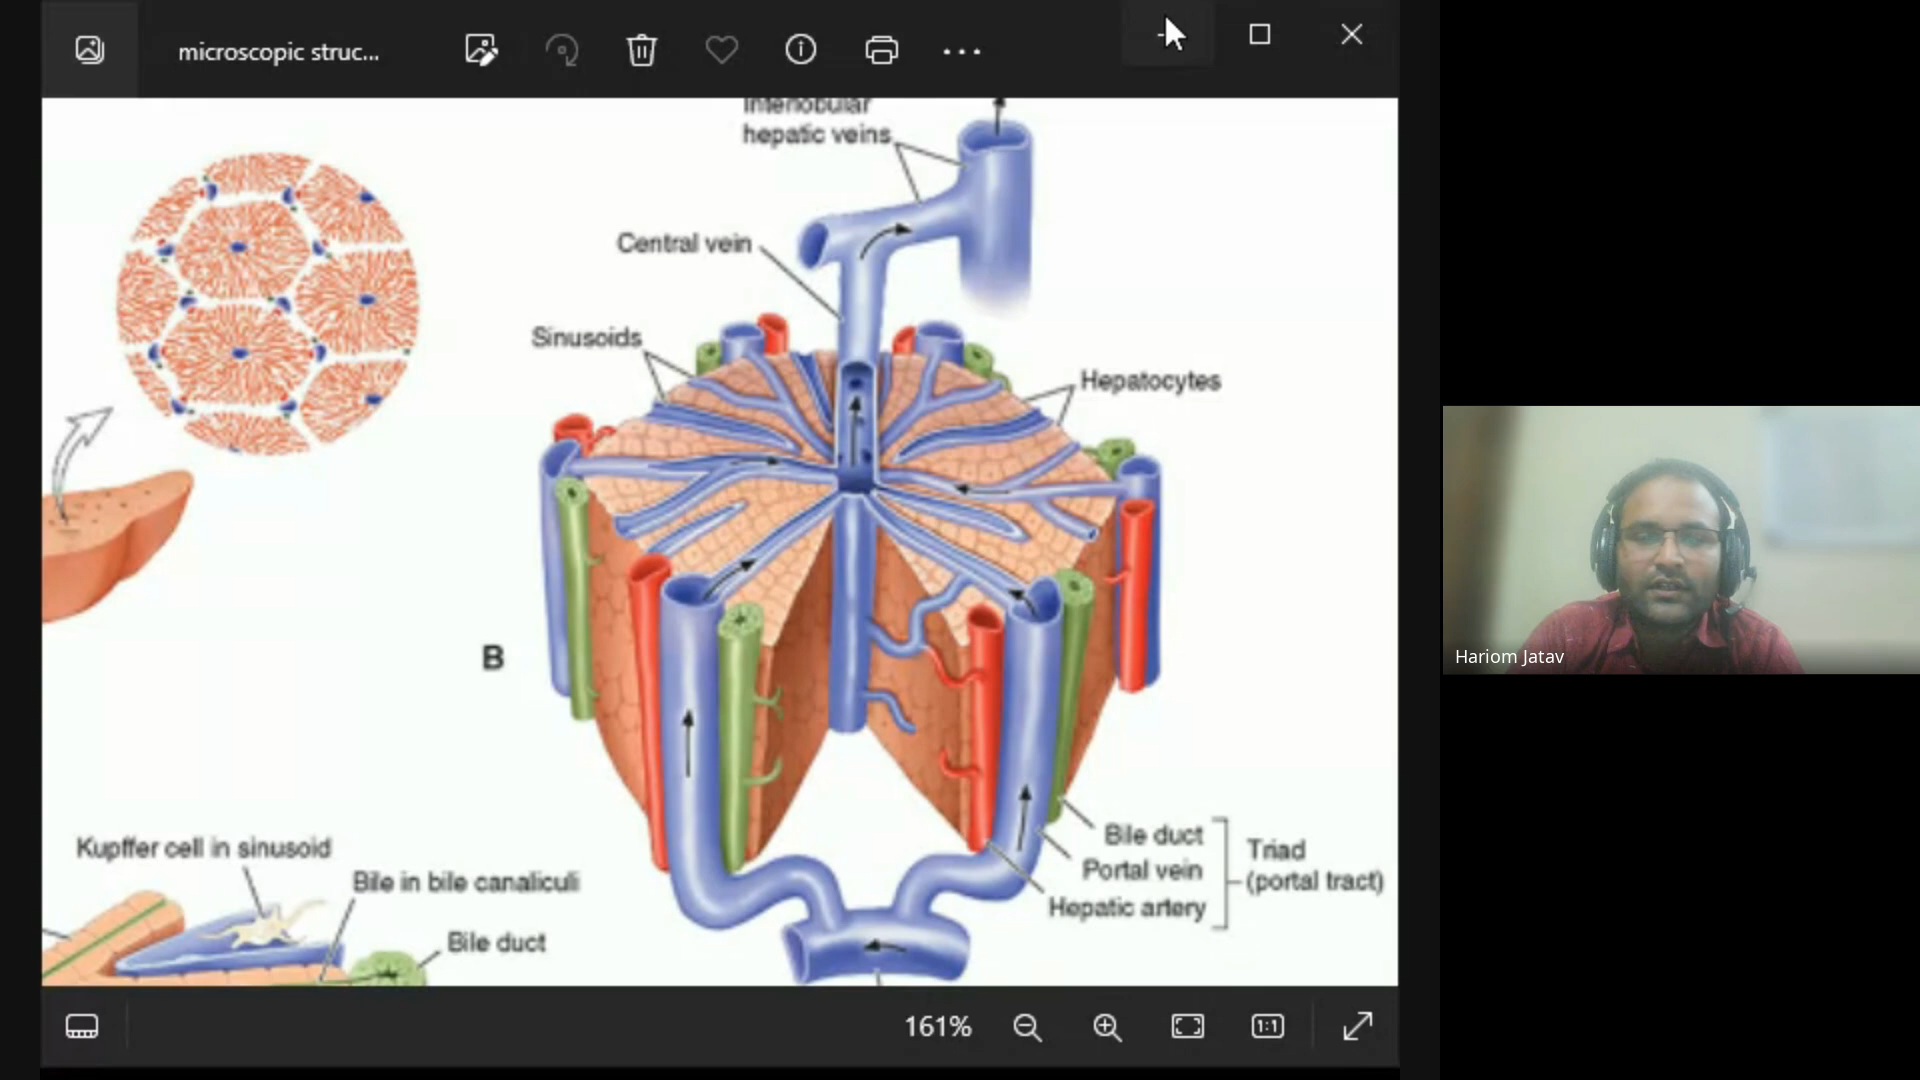 microscopic struc...
Interlobular
hepatic veins
Central vein
Sinusoids
Hepatocytes
B
Kupffer cell in sinusoid
Bile in bile canaliculi
Bile duct
Bile duct
Portal vein
Hepatic artery
Triad
(portal tract)
161%
1:1
Hariom Jatav